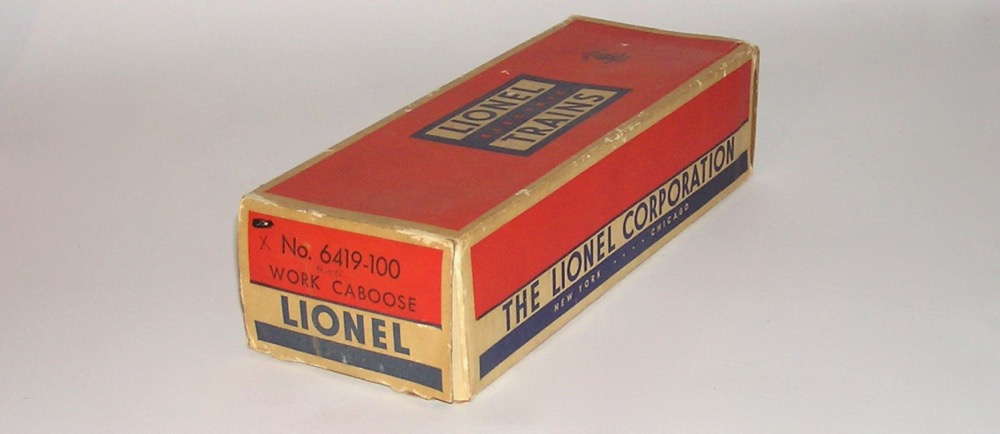 LIONEL
TRAINS
X No. 6419-100
WORK CABOOSE
LIONEL
THE LIONEL CORPORATION
NEW YORK . . . . CHICAGO